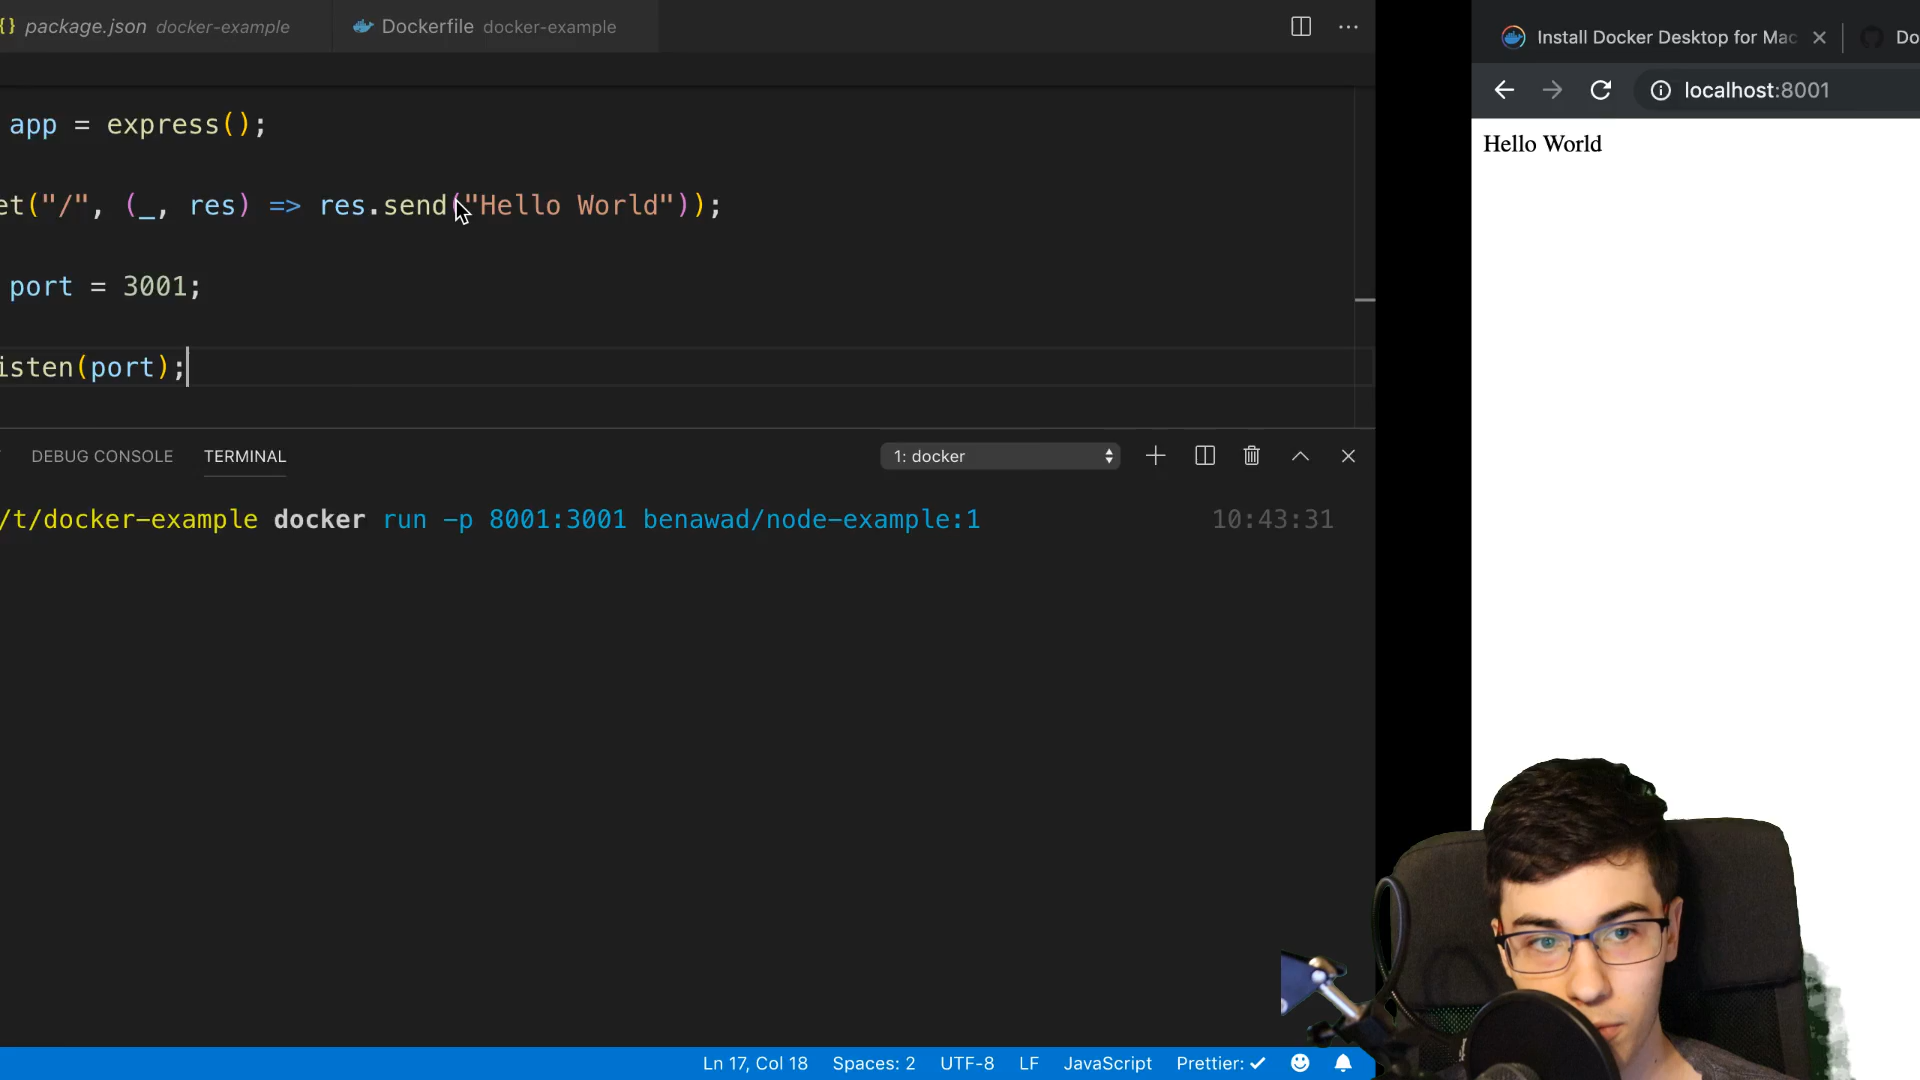 {} package.json docker-example
Dockerfile docker-example
app = express();
et("/", (_, res) => res.send("Hello World"));
port = 3001;
isten(port);
DEBUG CONSOLE
TERMINAL
1: docker
/t/docker-example docker run -p 8001:3001 benawad/node-example:1
10:43:31
Ln 17, Col 18
Spaces: 2
UTF-8
LF
JavaScript
Prettier: ✓
Install Docker Desktop for Mac
Do
localhost:8001
Hello World